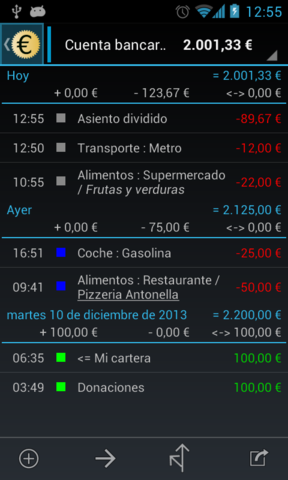 12:55
Cuenta bancar.. 2.001,33 €
Hoy = 2.001,33 €
+ 0,00 € - 123,67 € <-> 0,00 €
12:55 Asiento dividido -89,67 €
12:50 Transporte : Metro -12,00 €
10:55 Alimentos : Supermercado / Frutas y verduras -22,00 €
Ayer = 2.125,00 €
+ 0,00 € - 75,00 € <-> 0,00 €
16:51 Coche : Gasolina -25,00 €
09:41 Alimentos : Restaurante / Pizzeria Antonella -50,00 €
martes 10 de diciembre de 2013 = 2.200,00 €
+ 100,00 € - 0,00 € <-> 100,00 €
06:35 <= Mi cartera 100,00 €
03:49 Donaciones 100,00 €